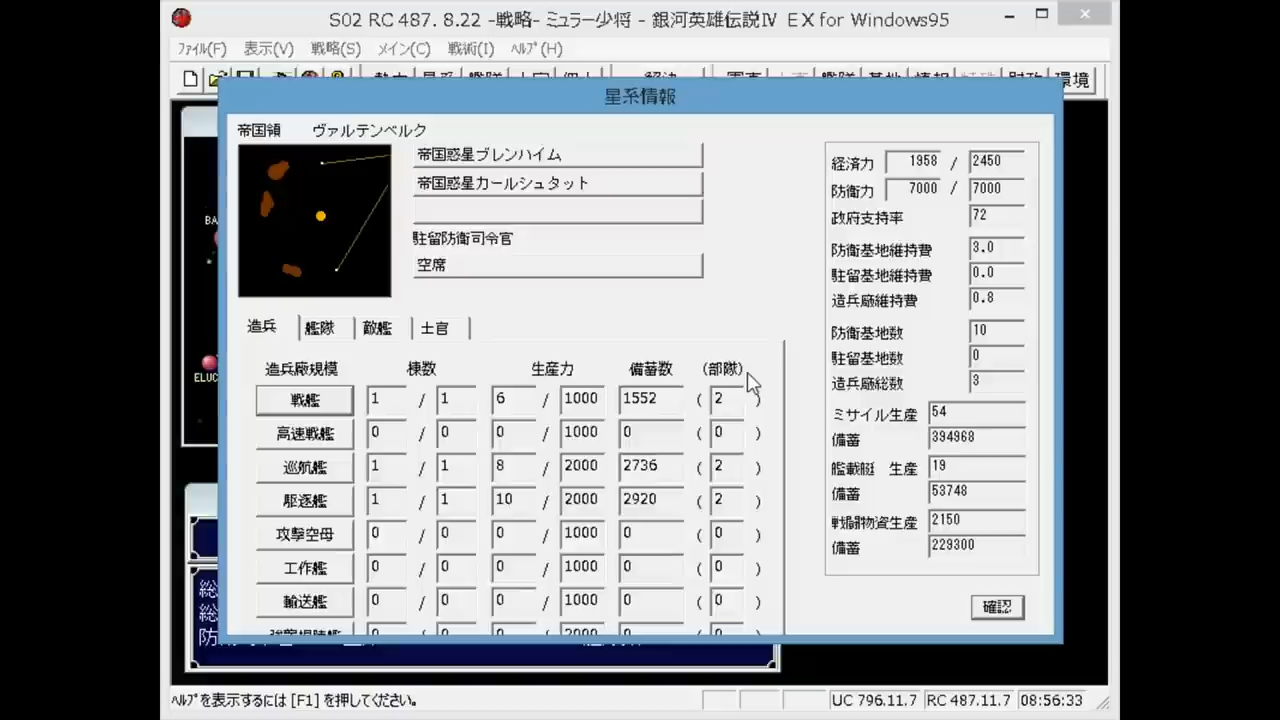 S02 RC 487. 8.22 -戦略- ミュラー少将 - 銀河英雄伝説Ⅳ EX for Windows95
ﾌｧｲﾙ(F) 表示(V) 戦略(S) メイン(C) 戦術(I) ﾍﾙﾌﾟ(H)
環境
星系情報
帝国領 ヴァルテンベルク
帝国惑星ブレンハイム
帝国惑星カールシュタット
駐留防衛司令官
空席
経済力 1958 / 2450
防衛力 7000 / 7000
政府支持率 72
防衛基地維持費 3.0
駐留基地維持費 0.0
造兵廠維持費 0.8
防衛基地数 10
駐留基地数 0
造兵廠総数 3
ミサイル生産 54
備蓄 394968
艦載艇 生産 19
備蓄 53748
戦闘物資生産 2150
備蓄 229300
確認
造兵 艦隊 敵艦 士官
造兵廠規模 棟数 生産力 備蓄数 (部隊)
戦艦 1 / 1 6 / 1000 1552 ( 2 )
高速戦艦 0 / 0 0 / 1000 0 ( 0 )
巡航艦 1 / 1 8 / 2000 2736 ( 2 )
駆逐艦 1 / 1 10 / 2000 2920 ( 2 )
攻撃空母 0 / 0 0 / 1000 0 ( 0 )
工作艦 0 / 0 0 / 1000 0 ( 0 )
輸送艦 0 / 0 0 / 1000 0 ( 0 )
BA
ELUC
総
総
防
ﾍﾙﾌﾟを表示するには [F1] を押してください。
UC 796.11.7 RC 487.11.7 08:56:33